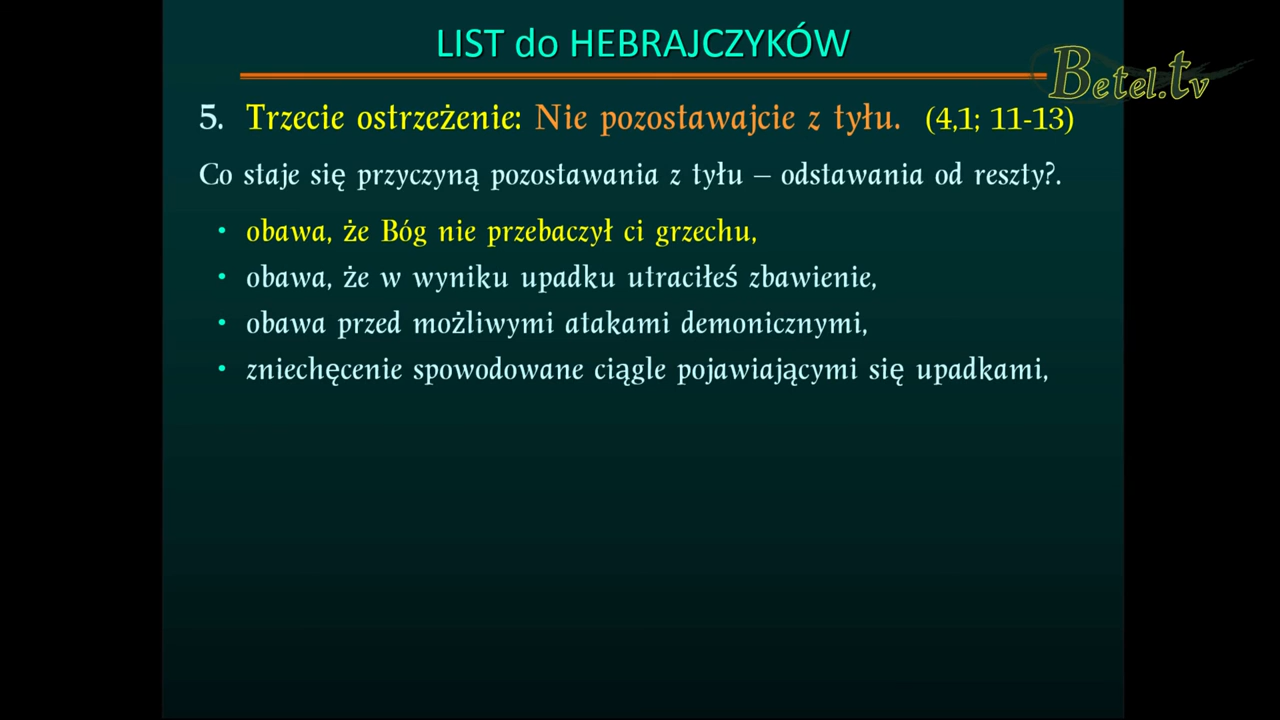 LIST do HEBRAJCZYKÓW
Betel.tv
5. Trzecie ostrzeżenie: Nie pozostawajcie z tyłu. (4,1; 11-13)
Co staje się przyczyną pozostawania z tyłu – odstawania od reszty?.
• obawa, że Bóg nie przebaczył ci grzechu,
• obawa, że w wyniku upadku utraciłeś zbawienie,
• obawa przed możliwymi atakami demonicznymi,
• zniechęcenie spowodowane ciągle pojawiającymi się upadkami,